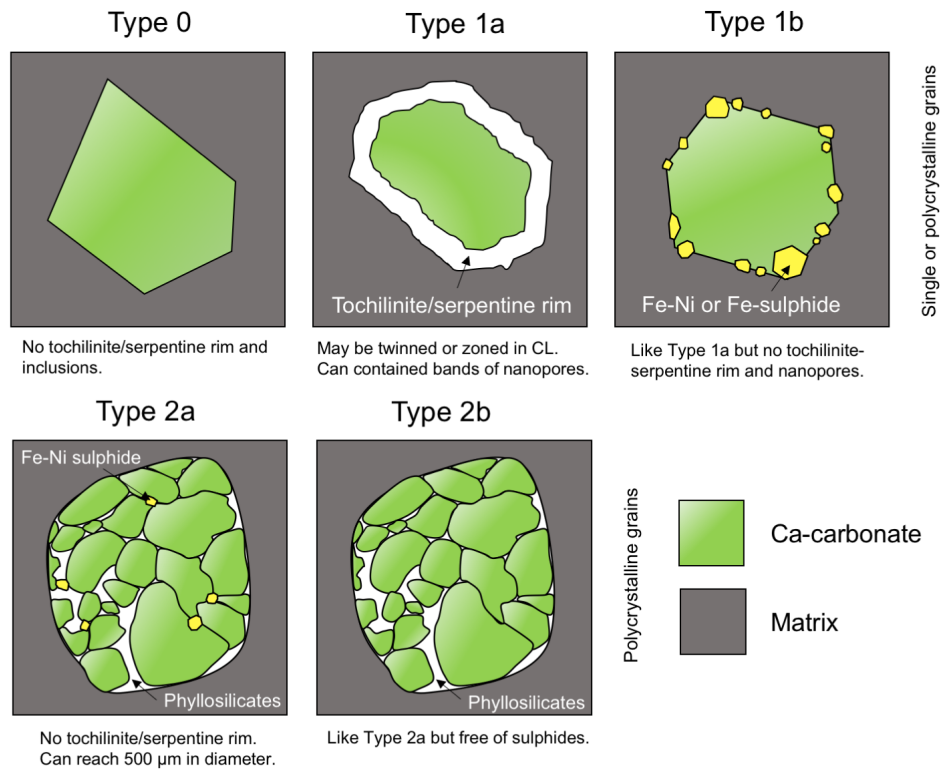 Type 0
Type 1a
Type 1b
Tochilinite/serpentine rim
Fe-Ni or Fe-sulphide
Single or polycrystalline grains
No tochilinite/serpentine rim and
inclusions.
May be twinned or zoned in CL.
Can contained bands of nanopores.
Like Type 1a but no tochilinite-
serpentine rim and nanopores.
Type 2a
Type 2b
Fe-Ni sulphide
Phyllosilicates
Phyllosilicates
Polycrystalline grains
Ca-carbonate
Matrix
No tochilinite/serpentine rim.
Can reach 500 µm in diameter.
Like Type 2a but free of sulphides.